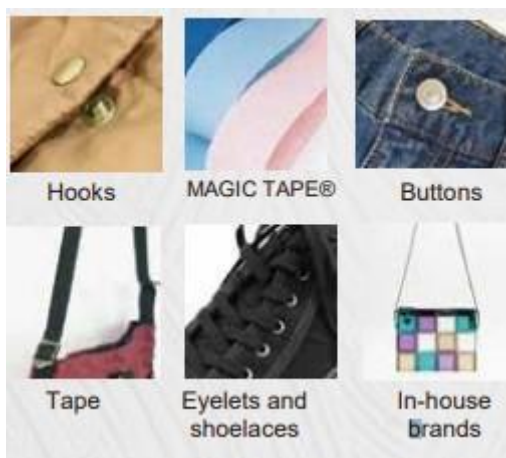 Hooks
MAGIC TAPE®
Buttons
Tape
Eyelets and
shoelaces
In-house
brands